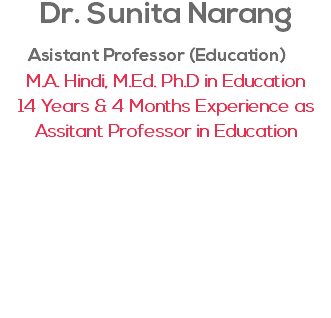 Dr. Sunita Narang
Asistant Professor (Education)
M.A. Hindi, M.Ed. Ph.D in Education
14 Years & 4 Months Experience as
Assitant Professor in Education